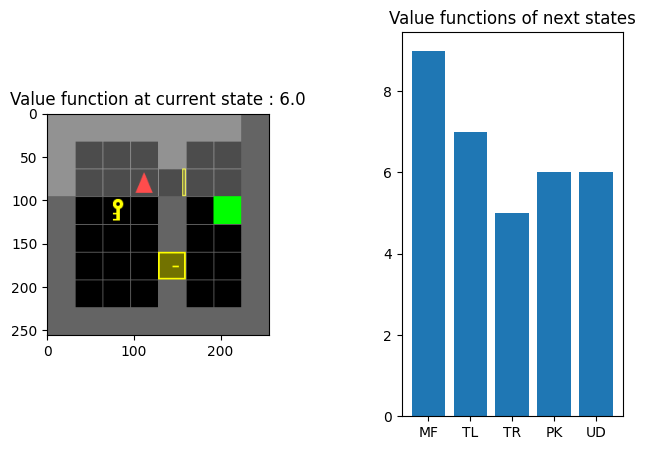 Value function at current state : 6.0
0
50
100
150
200
250
0 100 200
Value functions of next states
8
6
4
2
0
MF TL TR PK UD